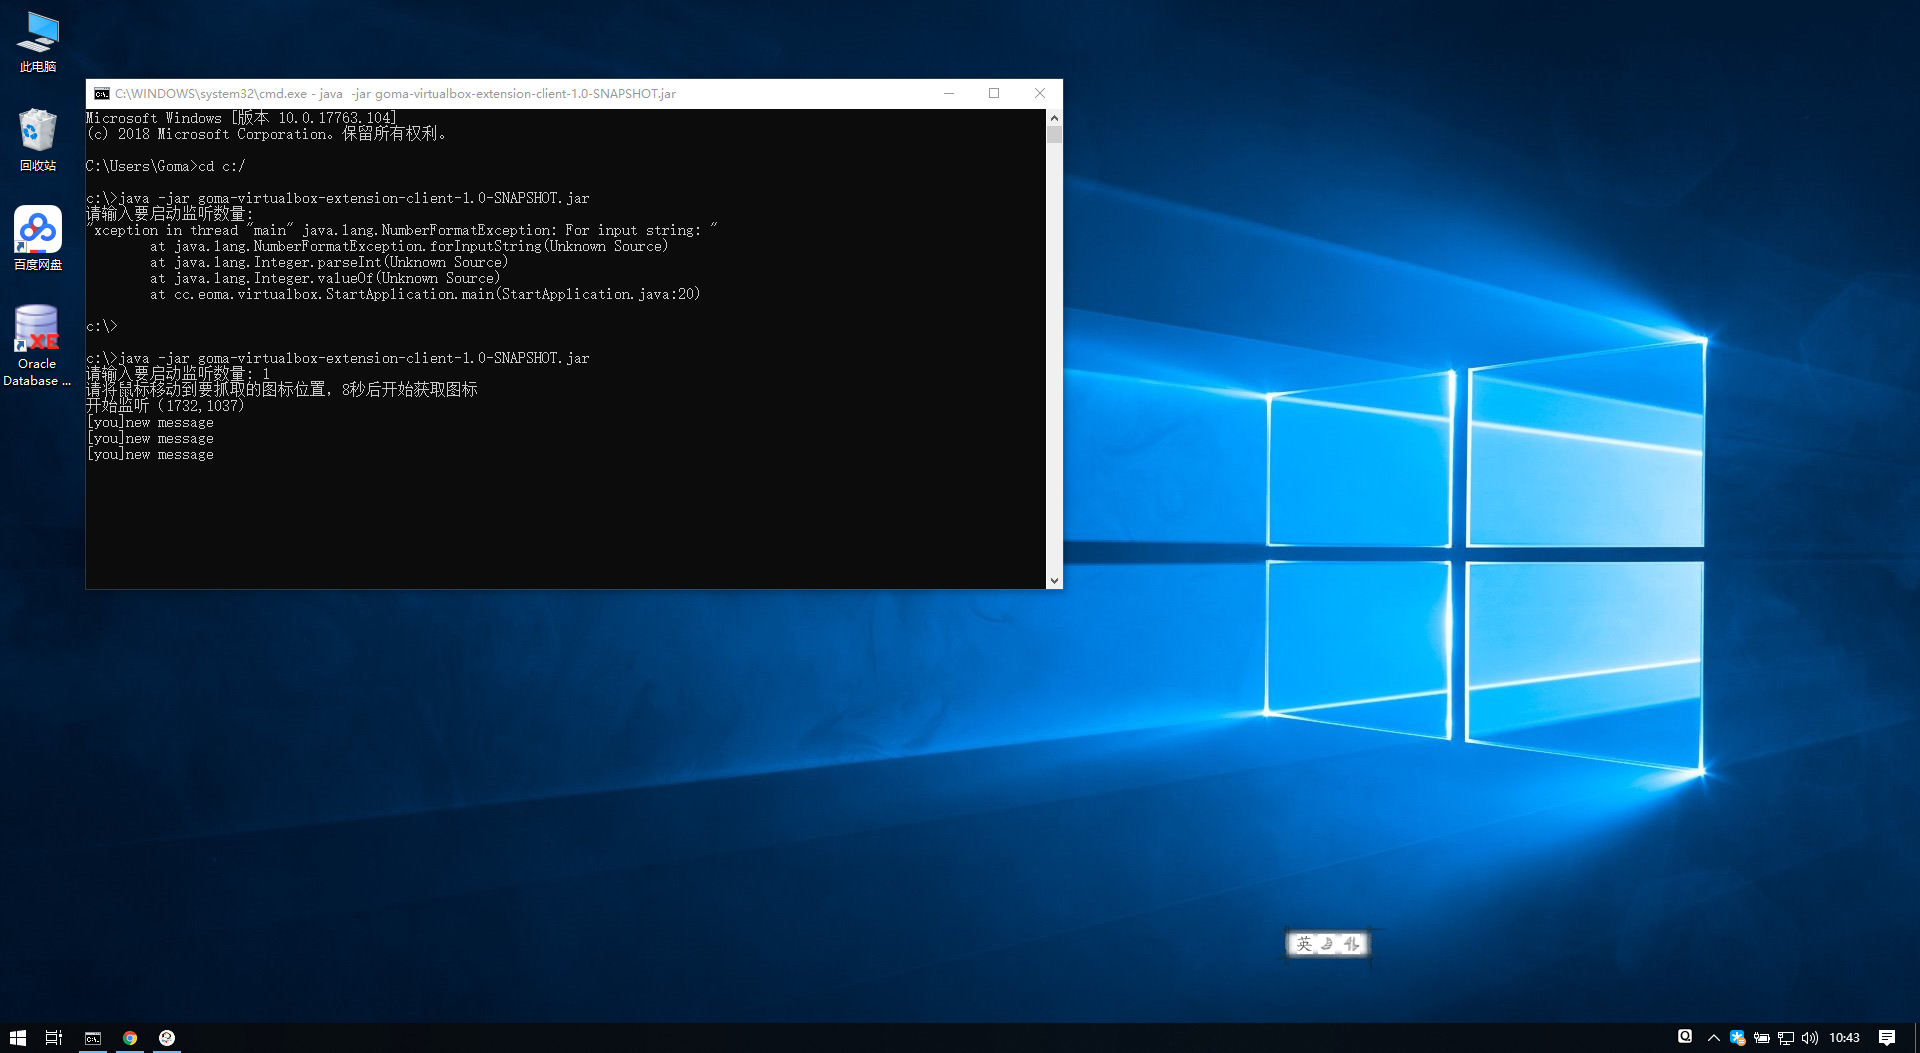 此电脑
回收站
百度网盘
XE
Oracle
Database ...
C:\WINDOWS\system32\cmd.exe - java  -jar goma-virtualbox-extension-client-1.0-SNAPSHOT.jar
Microsoft Windows [版本 10.0.17763.104]
(c) 2018 Microsoft Corporation。保留所有权利。
C:\Users\Goma>cd c:/
c:\>java -jar goma-virtualbox-extension-client-1.0-SNAPSHOT.jar
请输入要启动监听数量:
"xception in thread "main" java.lang.NumberFormatException: For input string: "
at java.lang.NumberFormatException.forInputString(Unknown Source)
at java.lang.Integer.parseInt(Unknown Source)
at java.lang.Integer.valueOf(Unknown Source)
at cc.eoma.virtualbox.StartApplication.main(StartApplication.java:20)
c:\>
c:\>java -jar goma-virtualbox-extension-client-1.0-SNAPSHOT.jar
请输入要启动监听数量: 1
请将鼠标移动到要抓取的图标位置，8秒后开始获取图标
开始监听（1732,1037）
[you]new message
[you]new message
[you]new message
英
10:43